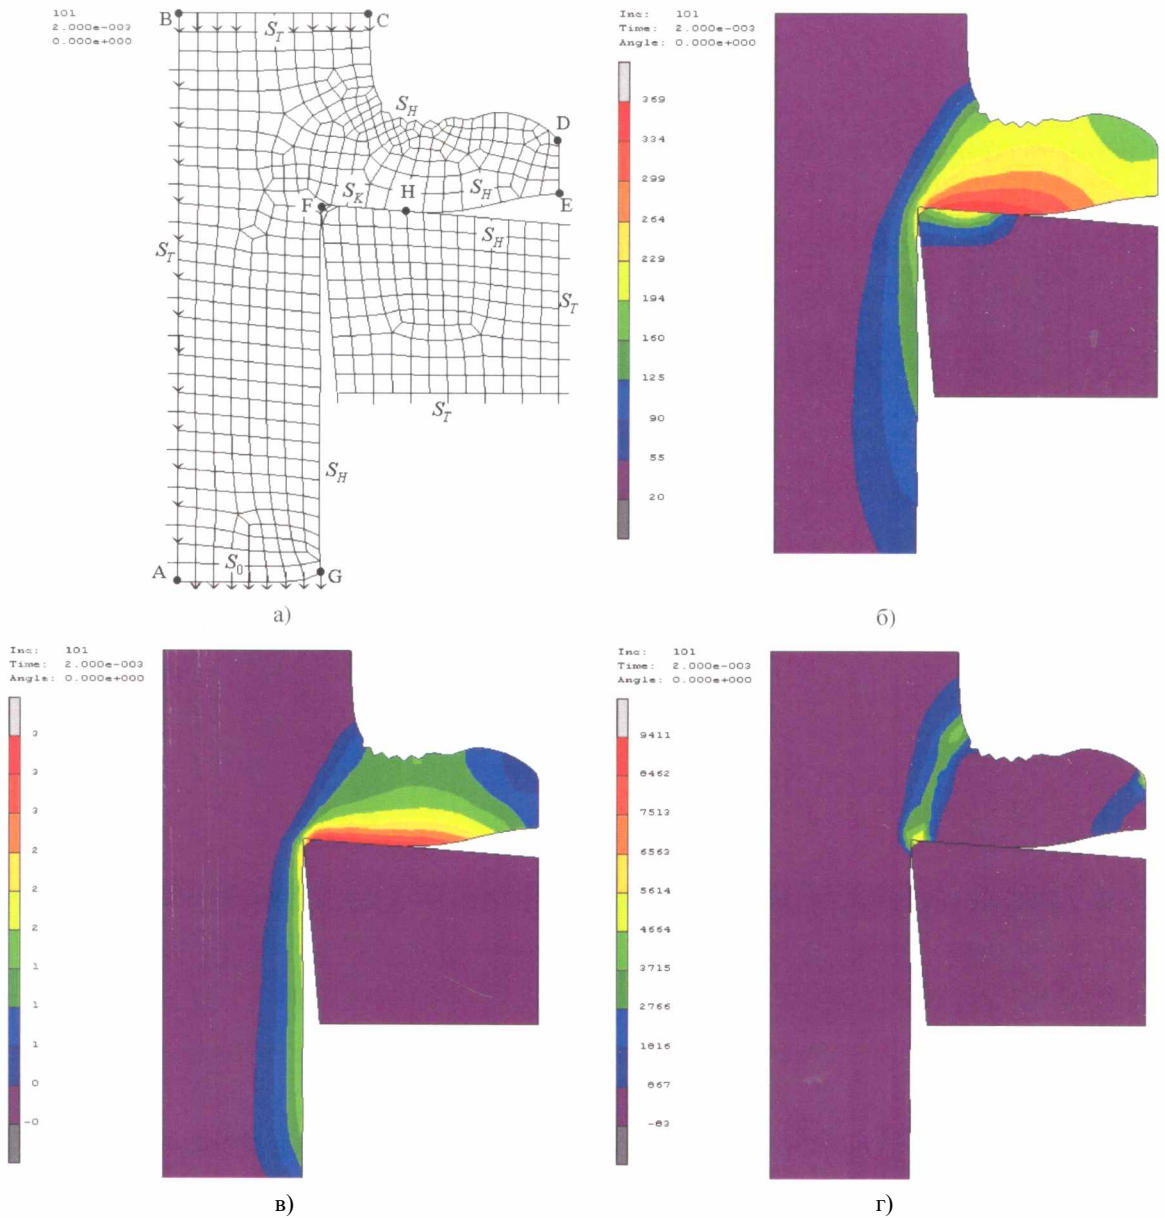 101
2.000e-003
0.000e+000
B
C
S_T
S_H
D
S_K
H
S_H
F
E
S_H
S_T
S_T
S_T
S_H
S_0
A
G
а)
Inc: 101
Time: 2.000e-003
Angle: 0.000e+000
369
334
299
264
229
194
160
125
90
55
20
б)
Inc: 101
Time: 2.000e-003
Angle: 0.000e+000
3
3
3
2
2
2
1
1
1
0
-0
в)
Inc: 101
Time: 2.000e-003
Angle: 0.000e+000
9411
8462
7513
6563
5614
4664
3715
2766
1816
867
-83
г)